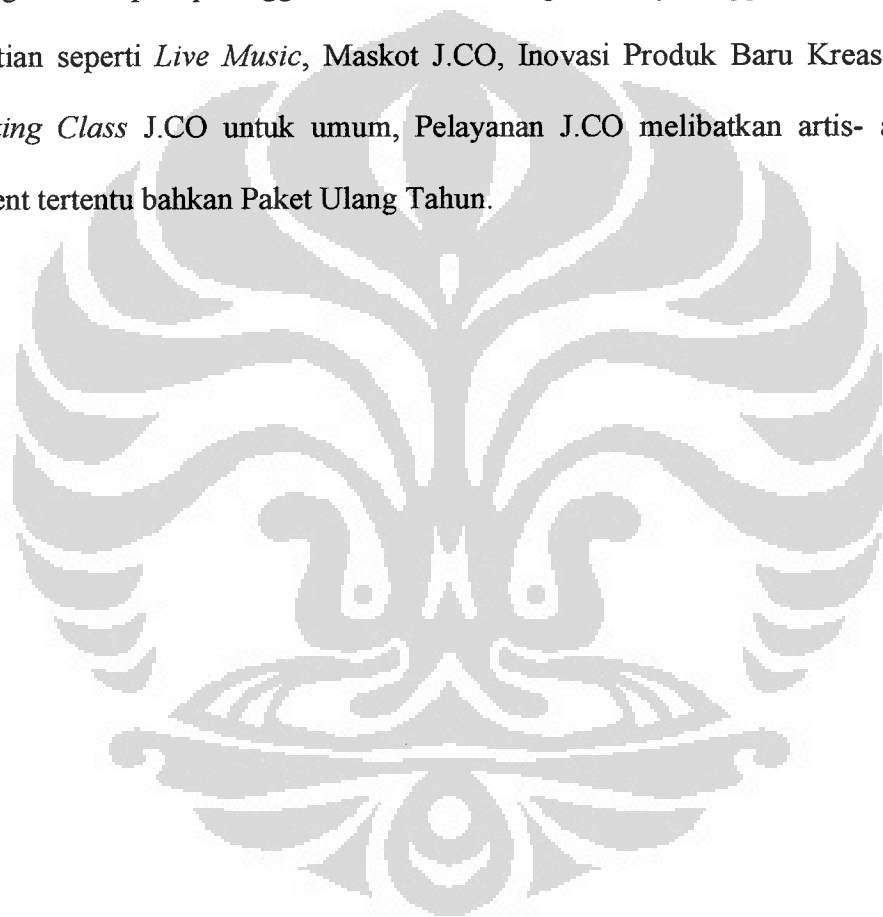 tian seperti Live Music, Maskot J.CO, Inovasi Produk Baru Kreas
ing Class J.CO untuk umum, Pelayanan J.CO melibatkan artis- a
ent tertentu bahkan Paket Ulang Tahun.